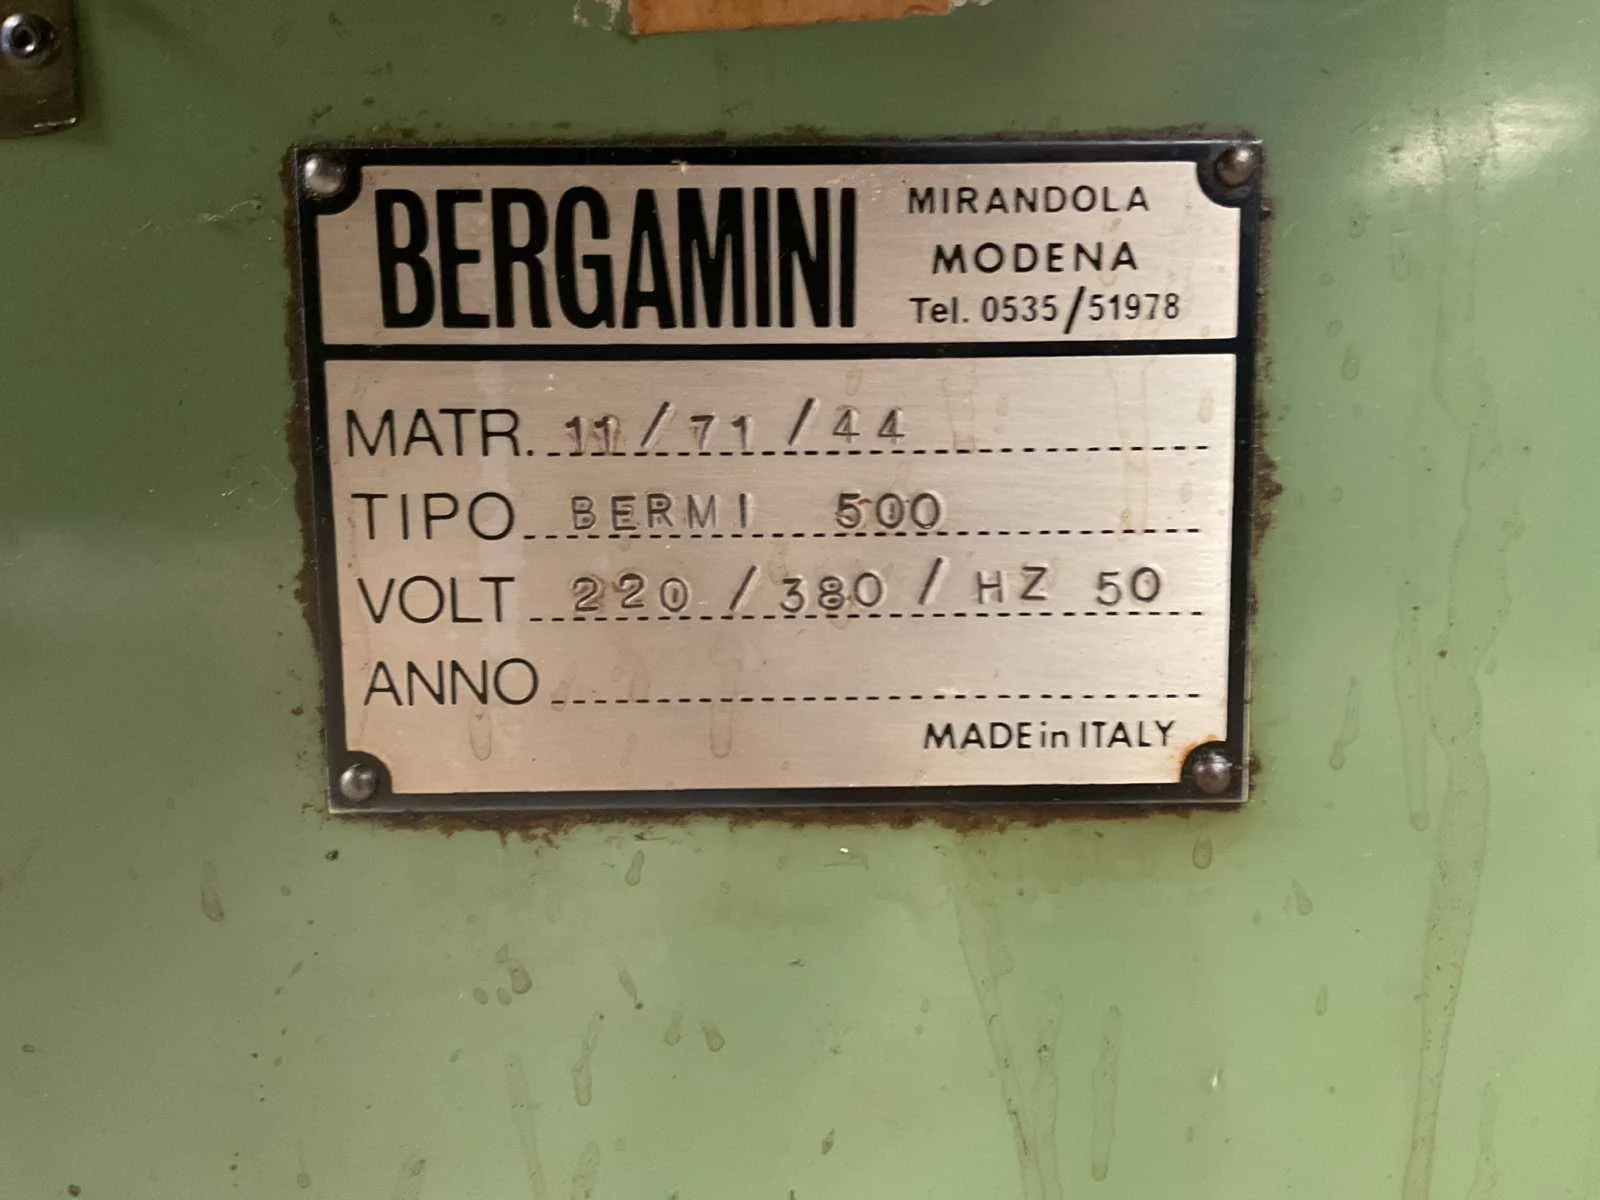 BERGAMINI
MIRANDOLA
MODENA
Tel. 0535/51978
MATR. 11/71/44
TIPO BERMI 500
VOLT 220/380/HZ 50
ANNO
MADE in ITALY